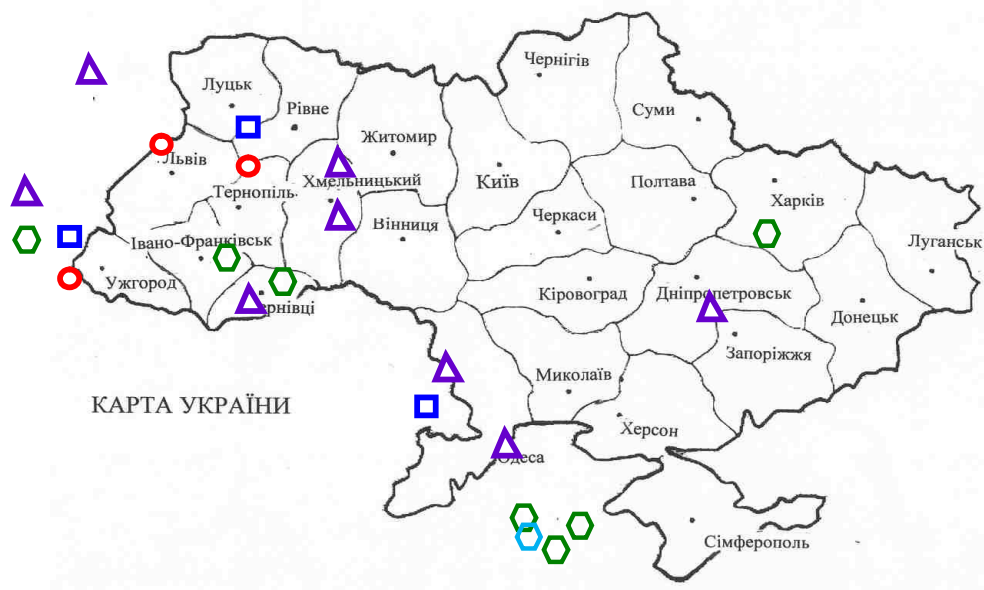 Чернігів
Луцьк
Рівне
Суми
Житомир
Львів
Хмельницький
Київ
Полтава
Харків
Тернопіль
Черкаси
Вінниця
Івано-Франківськ
Луганськ
Ужгород
Кіровоград
Дніпропетровськ
Чернівці
Донецьк
Запоріжжя
Миколаїв
КАРТА УКРАЇНИ
Херсон
Одеса
Сімферополь